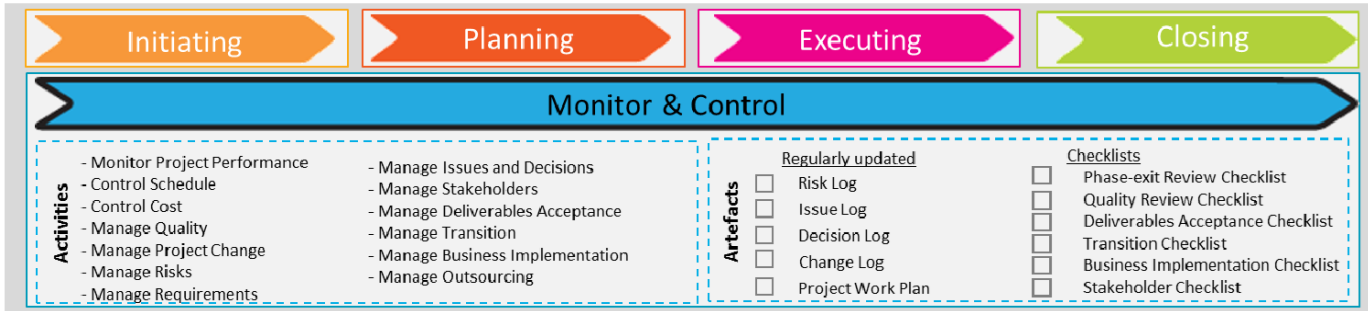 Initiating
Planning
Executing
Closing
Monitor & Control
Activities
- Monitor Project Performance
- Control Schedule
- Control Cost
- Manage Quality
- Manage Project Change
- Manage Risks
- Manage Requirements
- Manage Issues and Decisions
- Manage Stakeholders
- Manage Deliverables Acceptance
- Manage Transition
- Manage Business Implementation
- Manage Outsourcing
Artefacts
Regularly updated
Risk Log
Issue Log
Decision Log
Change Log
Project Work Plan
Checklists
Phase-exit Review Checklist
Quality Review Checklist
Deliverables Acceptance Checklist
Transition Checklist
Business Implementation Checklist
Stakeholder Checklist